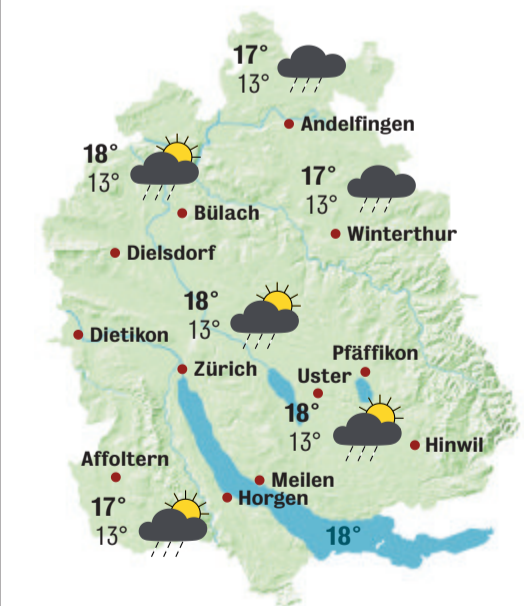 17°
13°
Andelfingen
18°
13°
17°
13°
Bülach
Winterthur
Dielsdorf
18°
13°
Dietikon
Pfäffikon
Zürich
Uster
18°
13°
Hinwil
Affoltern
Meilen
Horgen
17°
13°
18°